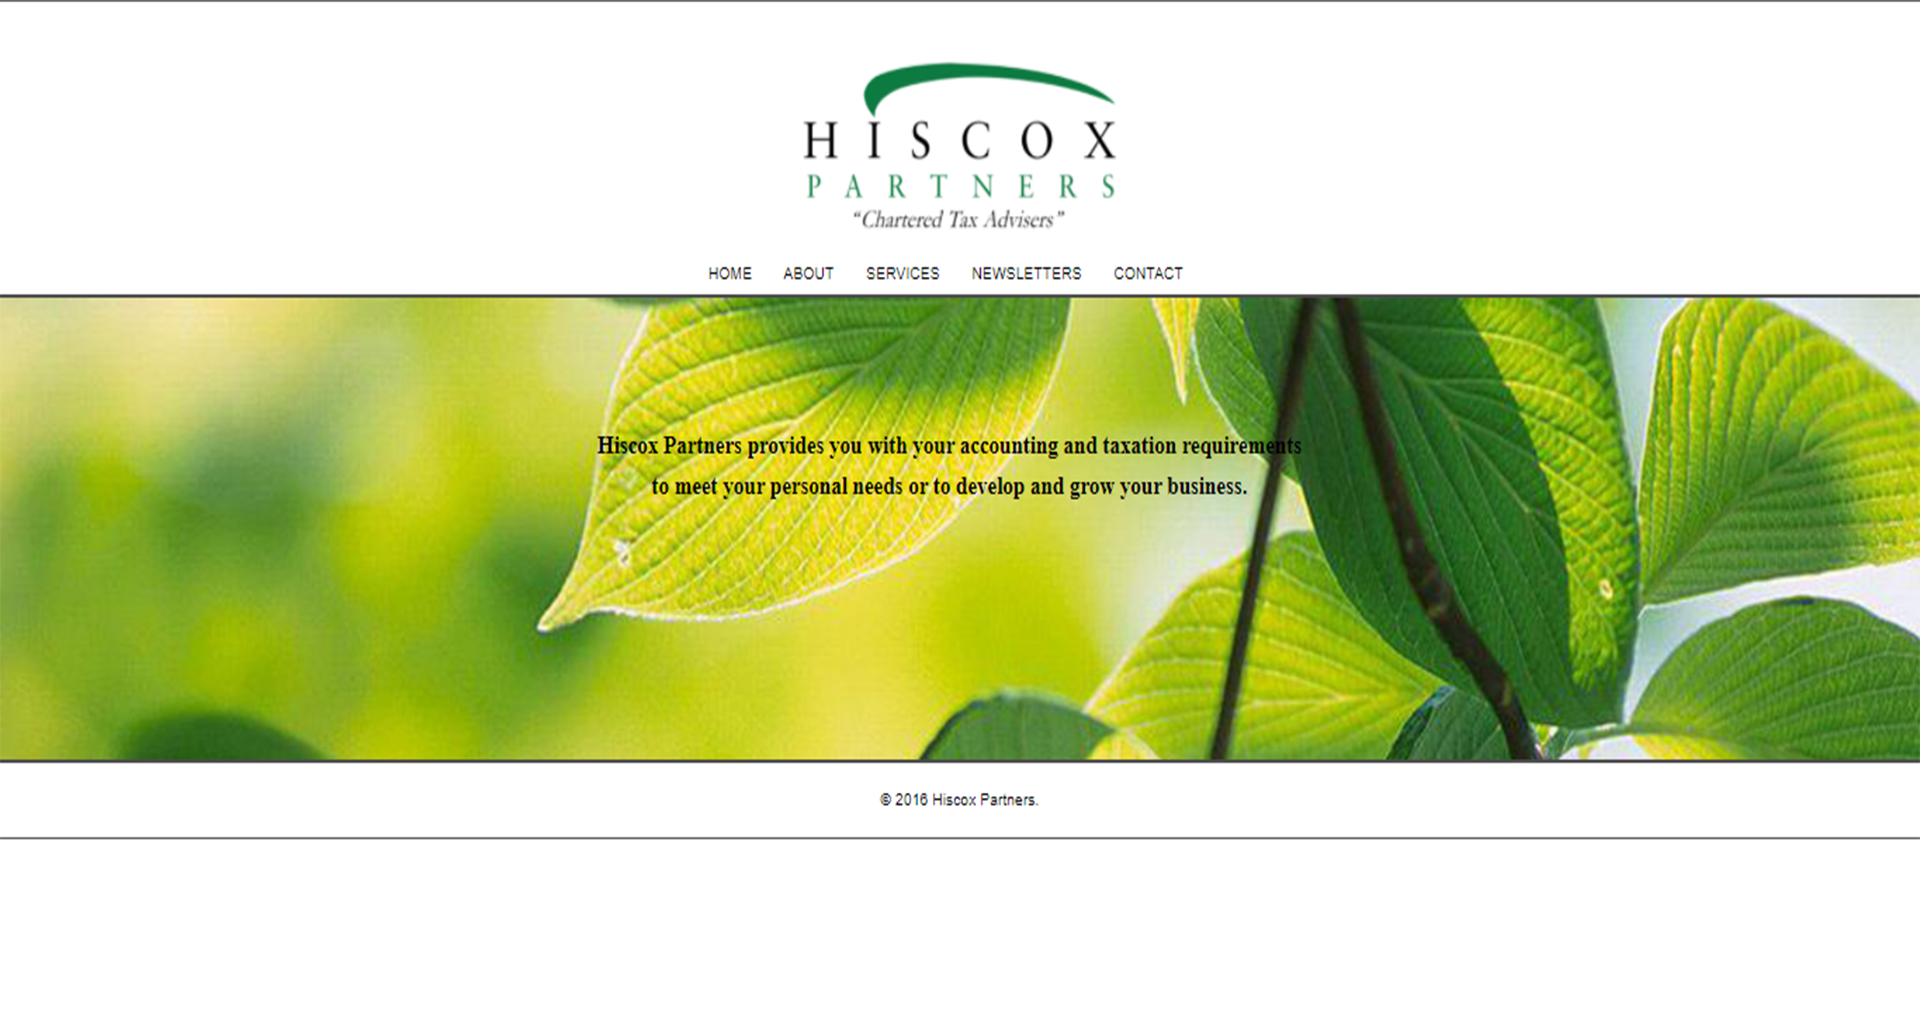 HISCOX
PARTNERS
“Chartered Tax Advisers”
HOME ABOUT SERVICES NEWSLETTERS CONTACT
Hiscox Partners provides you with your accounting and taxation requirements
to meet your personal needs or to develop and grow your business.
© 2016 Hiscox Partners.